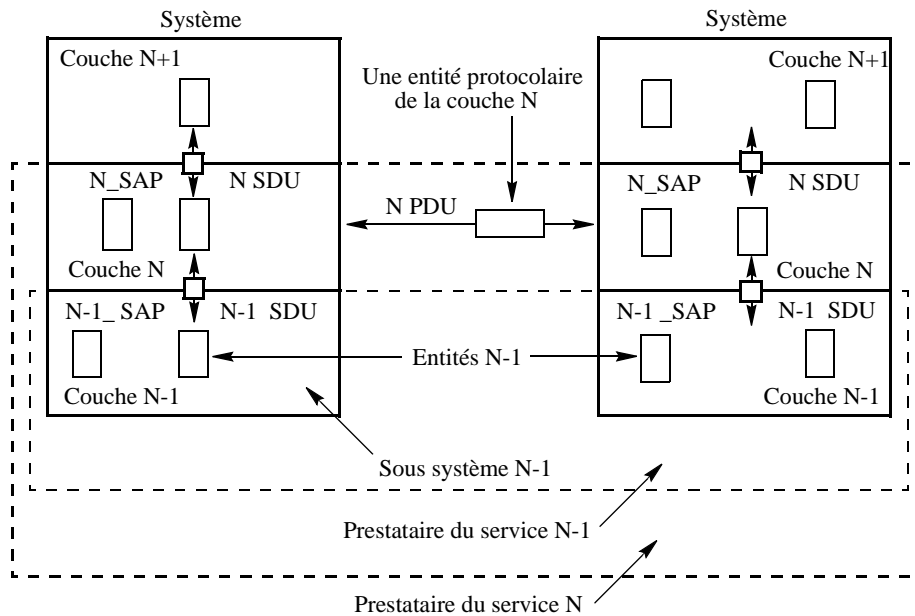 Système
Système
Couche N+1
Couche N+1
Une entité protocolaire
de la couche N
N_SAP
N SDU
N_SAP
N SDU
N PDU
Couche N
Couche N
N-1_ SAP
N-1 SDU
N-1 _SAP
N-1 SDU
Entités N-1
Couche N-1
Couche N-1
Sous système N-1
Prestataire du service N-1
Prestataire du service N